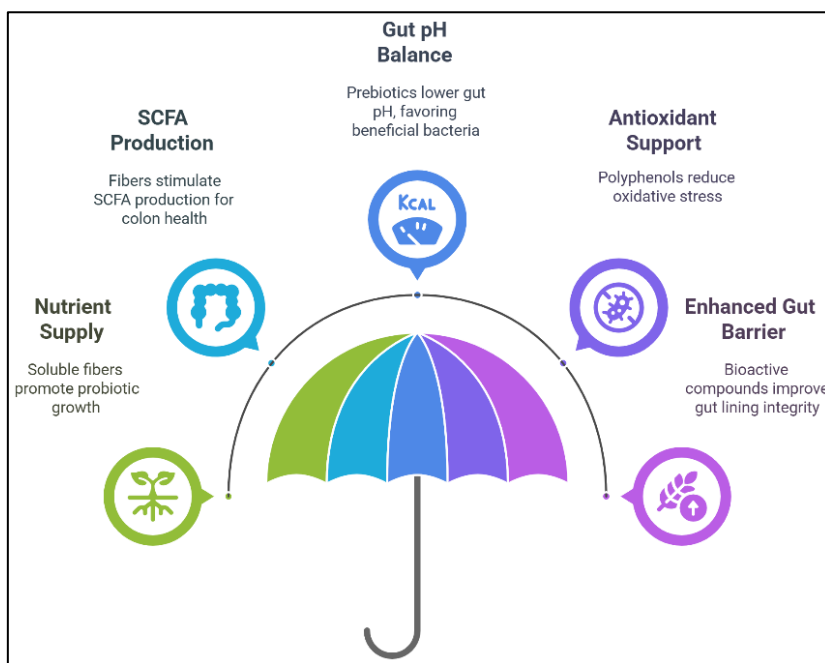 Gut pH
Balance
Prebiotics lower gut
pH, favoring
beneficial bacteria
SCFA
Production
Fibers stimulate
SCFA production for
colon health
Antioxidant
Support
Polyphenols reduce
oxidative stress
KCAL
Nutrient
Supply
Soluble fibers
promote probiotic
growth
Enhanced Gut
Barrier
Bioactive
compounds improve
gut lining integrity